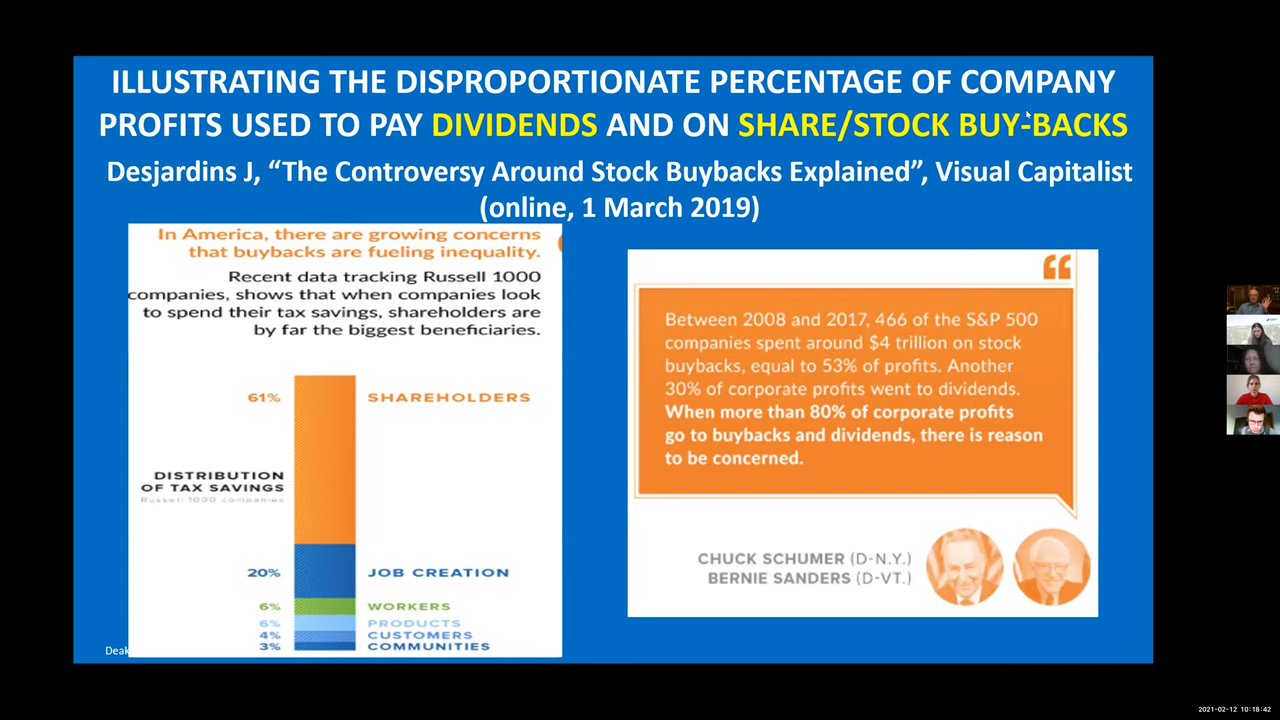 ILLUSTRATING THE DISPROPORTIONATE PERCENTAGE OF COMPANY
PROFITS USED TO PAY DIVIDENDS AND ON SHARE/STOCK BUY-BACKS
Desjardins J, “The Controversy Around Stock Buybacks Explained”, Visual Capitalist
(online, 1 March 2019)
In America, there are growing concerns
that buybacks are fueling inequality.
Recent data tracking Russell 1000
companies, shows that when companies look
to spend their tax savings, shareholders are
by far the biggest beneficiaries.
61% SHAREHOLDERS
DISTRIBUTION
OF TAX SAVINGS
Russell 1000 companies
20% JOB CREATION
6% WORKERS
6% PRODUCTS
4% CUSTOMERS
3% COMMUNITIES
Deak
“
Between 2008 and 2017, 466 of the S&P 500
companies spent around $4 trillion on stock
buybacks, equal to 53% of profits. Another
30% of corporate profits went to dividends.
When more than 80% of corporate profits
go to buybacks and dividends, there is reason
to be concerned.
CHUCK SCHUMER (D-N.Y.)
BERNIE SANDERS (D-VT.)
2021-02-12 10:18:42